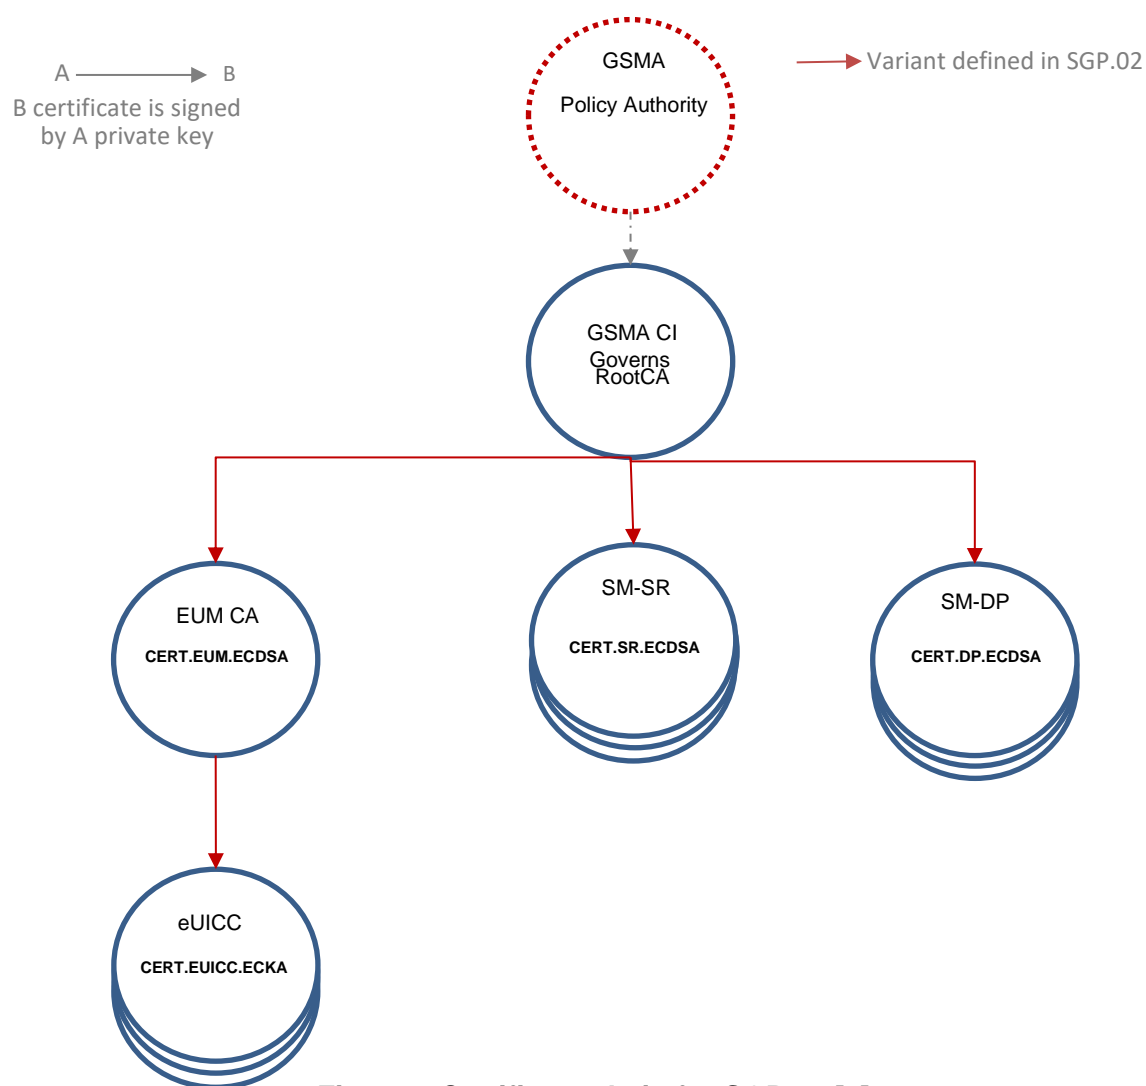 GSMA
Policy Authority
A
B
B certificate is signed
by A private key
Variant defined in SGP.02
GSMA CI
Governs
RootCA
EUM CA
CERT.EUM.ECDSA
SM-SR
CERT.SR.ECDSA
SM-DP
CERT.DP.ECDSA
eUICC
CERT.EUICC.ECKA